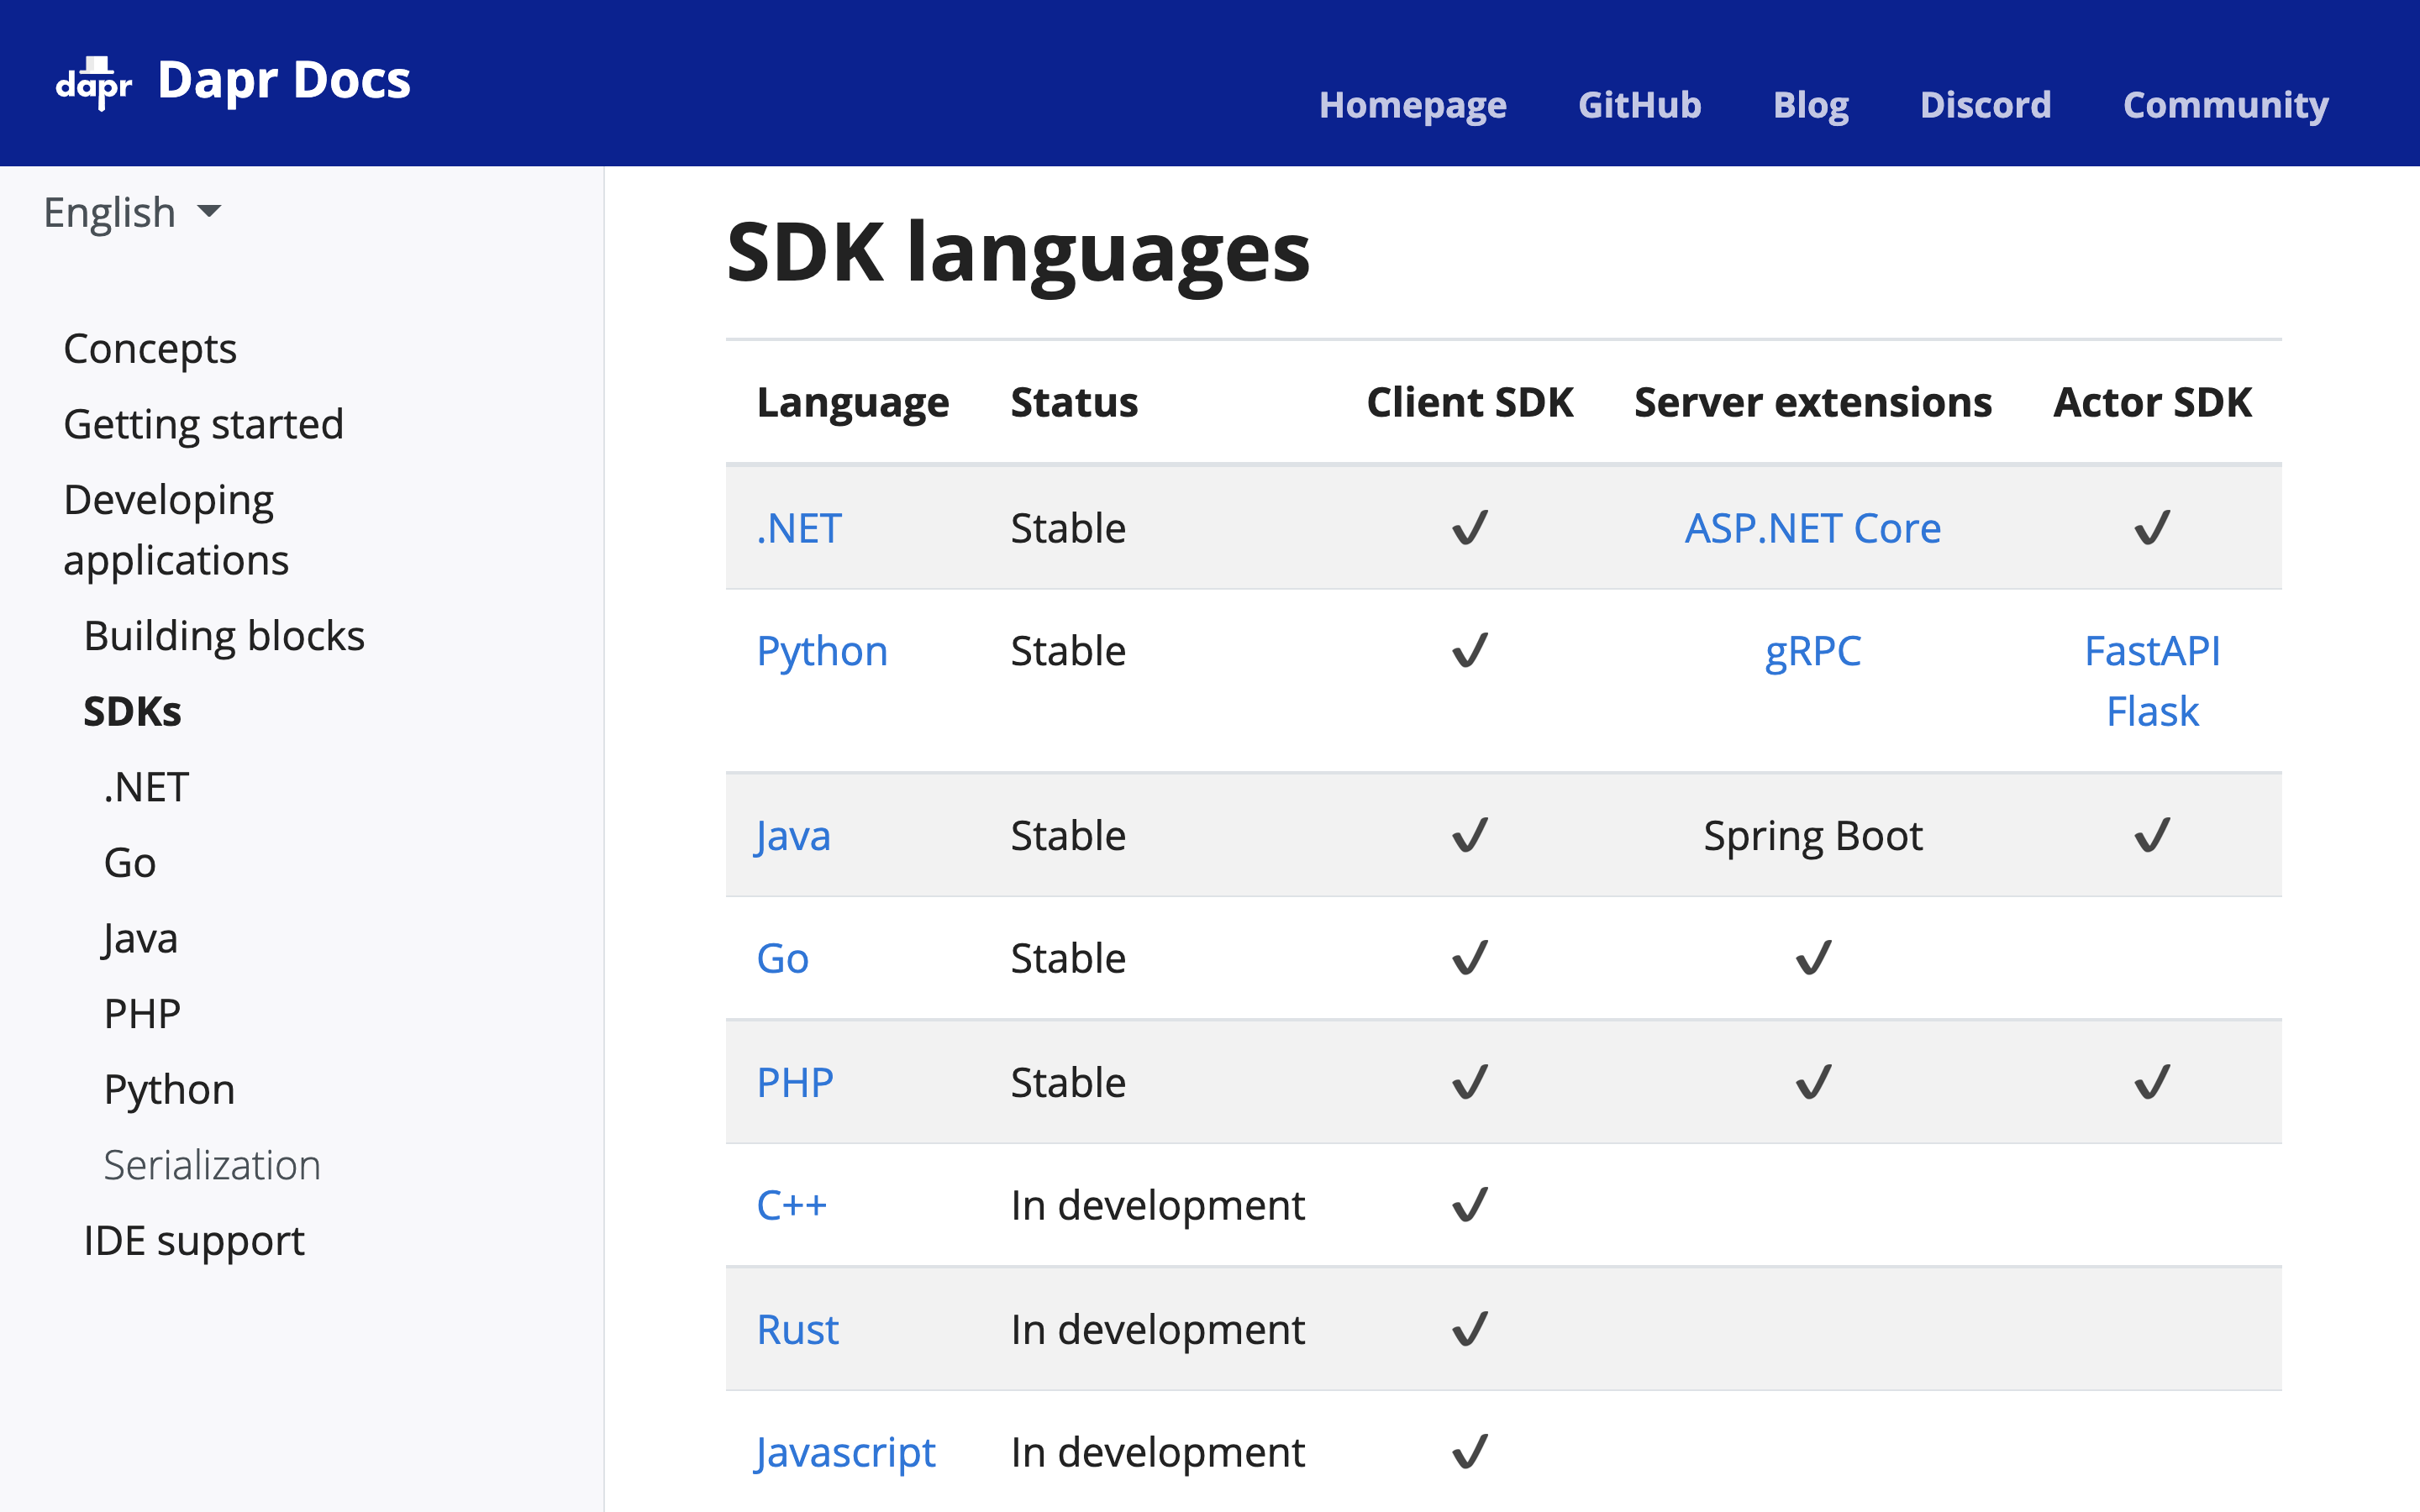 dapr Dapr Docs
Homepage GitHub Blog Discord Community
English
Concepts
Getting started
Developing
applications
Building blocks
SDKs
.NET
Go
Java
PHP
Python
Serialization
IDE support
SDK languages
Language Status Client SDK Server extensions Actor SDK
.NET Stable ✔ ASP.NET Core ✔
Python Stable ✔ gRPC FastAPI
Flask
Java Stable ✔ Spring Boot ✔
Go Stable ✔ ✔
PHP Stable ✔ ✔ ✔
C++ In development ✔
Rust In development ✔
Javascript In development ✔